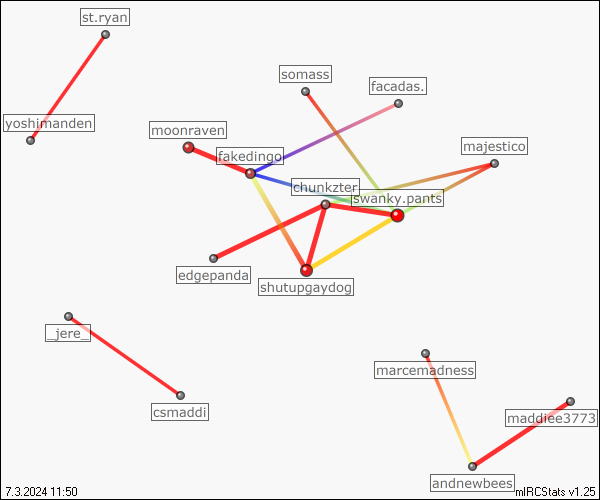 st.ryan
somass
facadas.
yoshimanden
moonraven
majestico
fakedingo
chunkzter
swanky.pants
edgepanda
shutupgaydog
_jere_
marcemadness
csmaddi
maddiee3773
andnewbees
7.3.2024 11:50
mIRCStats v1.25